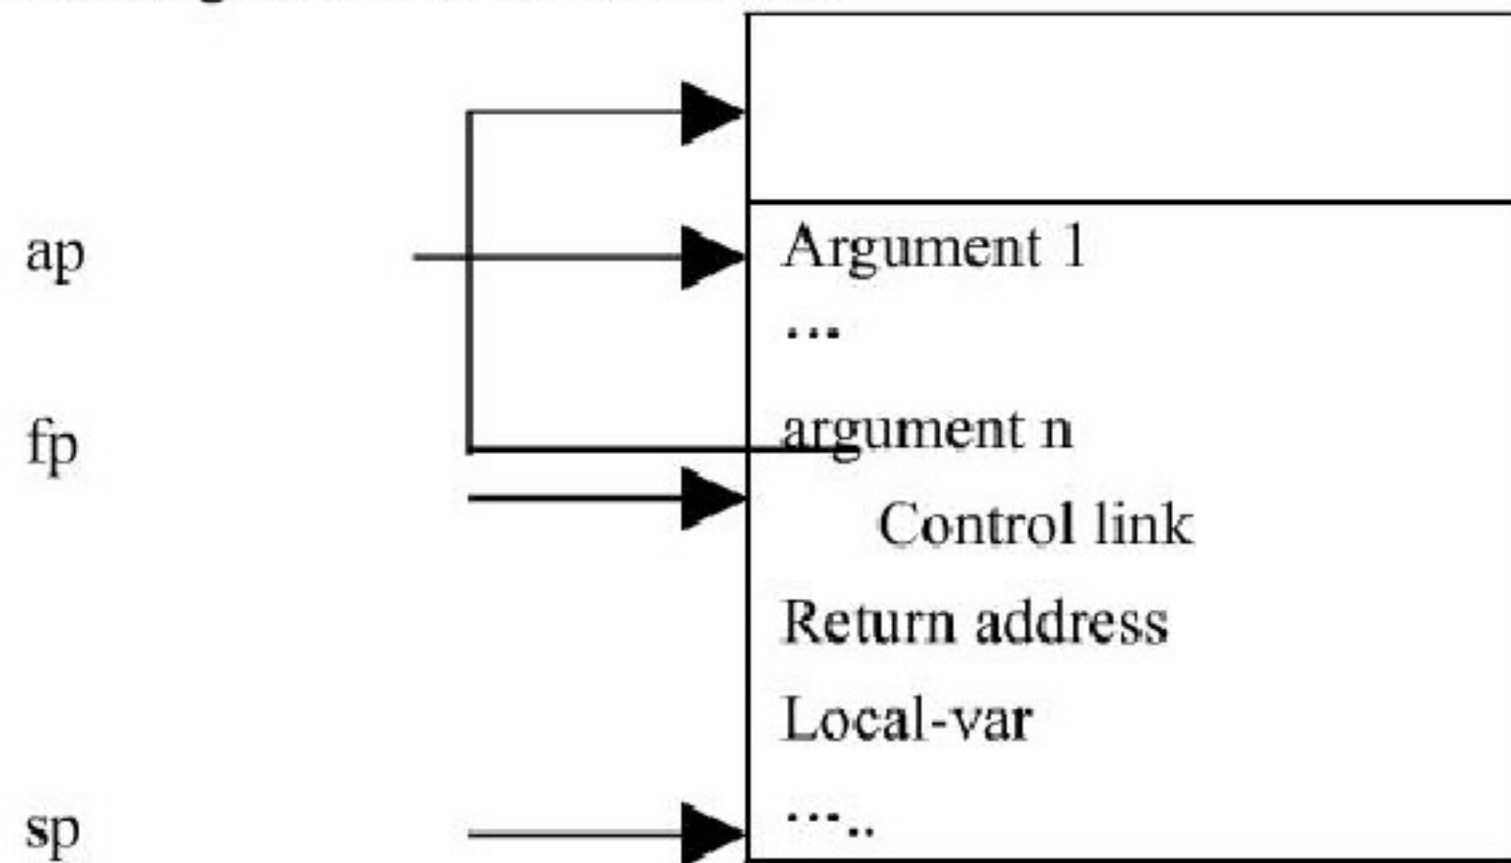 ap
Argument 1
...
fp
argument n
Control link
Return address
Local-var
sp
.....